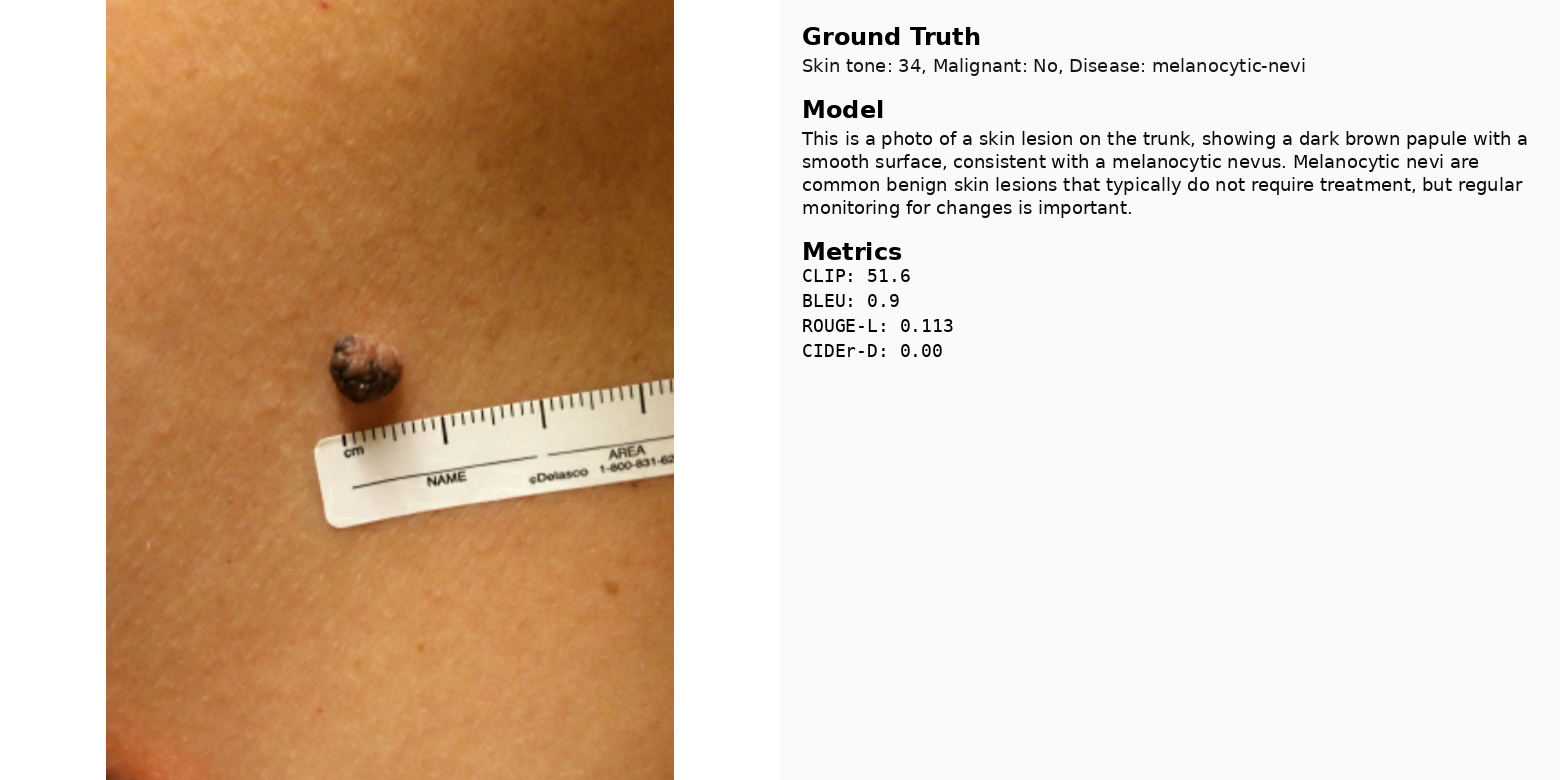 cm
NAME
AREA
©Delasco 1-800-831-62
Ground Truth
Skin tone: 34, Malignant: No, Disease: melanocytic-nevi
Model
This is a photo of a skin lesion on the trunk, showing a dark brown papule with a
smooth surface, consistent with a melanocytic nevus. Melanocytic nevi are
common benign skin lesions that typically do not require treatment, but regular
monitoring for changes is important.
Metrics
CLIP: 51.6
BLEU: 0.9
ROUGE-L: 0.113
CIDEr-D: 0.00